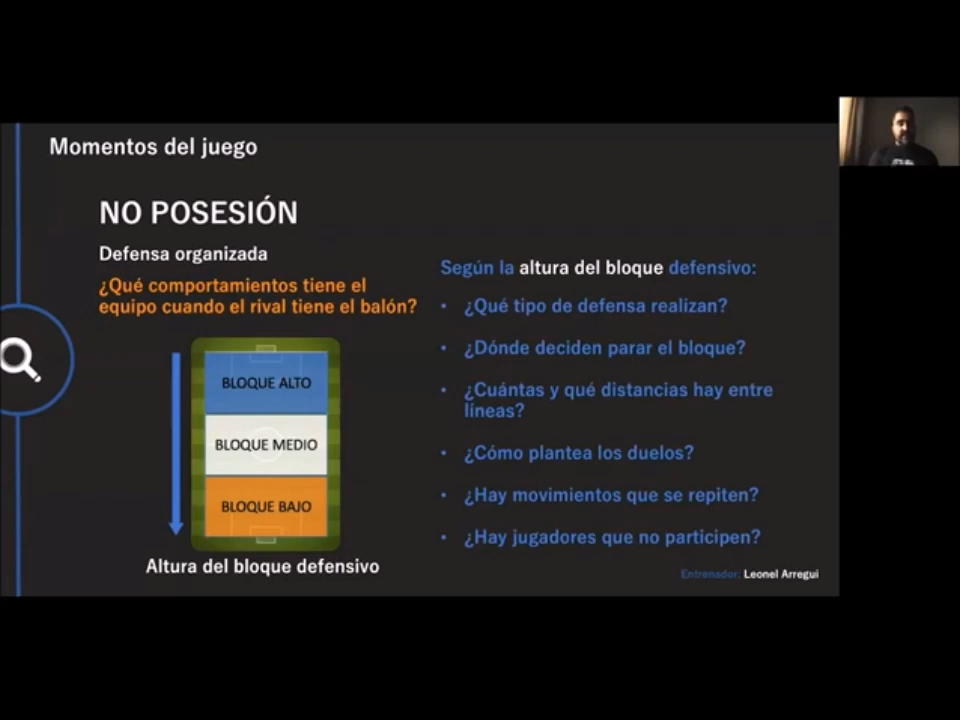 Momentos del juego
NO POSESIÓN
Defensa organizada
¿Qué comportamientos tiene el
equipo cuando el rival tiene el balón?
BLOQUE ALTO
BLOQUE MEDIO
BLOQUE BAJO
Altura del bloque defensivo
Según la altura del bloque defensivo:
• ¿Qué tipo de defensa realizan?
• ¿Dónde deciden parar el bloque?
• ¿Cuántas y qué distancias hay entre
líneas?
• ¿Cómo plantea los duelos?
• ¿Hay movimientos que se repiten?
• ¿Hay jugadores que no participen?
Entrenador: Leonel Arregui